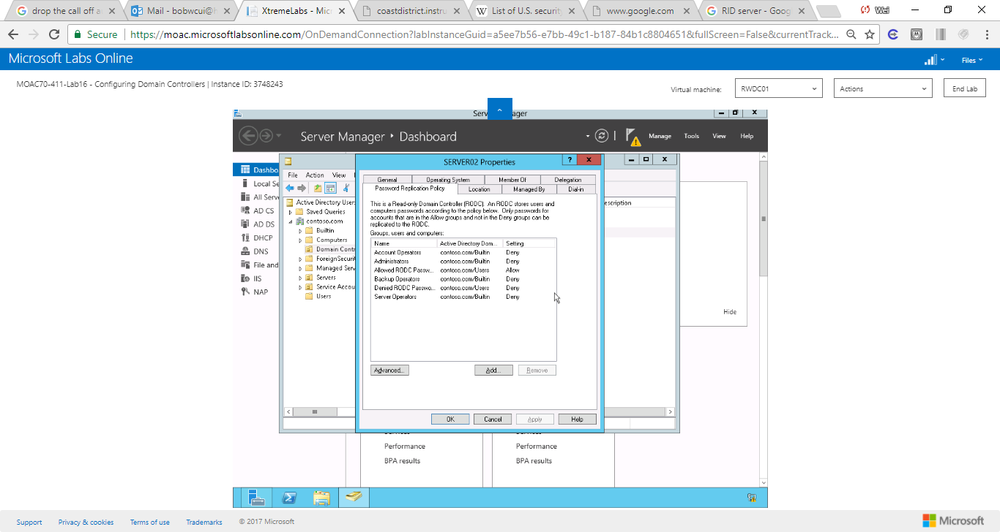 drop the call off a
Mail - bobwcui@h
XtremeLabs - Micr
coastdistrict.instru
List of U.S. security
www.google.com
RID server - Goog
Wei
Secure
https://moac.microsoftlabsonline.com/OnDemandConnection?labInstanceGuid=a5ee7b56-e7bb-49c1-b187-84b1c8804651&fullScreen=False&currentTrack...
Microsoft Labs Online
Files
MOAC70-411-Lab16 - Configuring Domain Controllers | Instance ID: 3748243
Virtual machine:
RWDC01
Actions
End Lab
Serv
ager
Server Manager
Dashboard
Manage
Tools
View
Help
Dashbo
Local Se
All Serve
AD CS
AD DS
DHCP
DNS
File and
IIS
NAP
File
Action
View
Active Directory Users
Saved Queries
contoso.com
Builtin
Computers
Domain Contr
ForeignSecurit
Managed Serv
Servers
Service Accou
Users
escription
Hide
SERVER02 Properties
General
Operating System
Member Of
Delegation
Password Replication Policy
Location
Managed By
Dial-in
This is a Read-only Domain Controller (RODC). An RODC stores users and
computers passwords according to the policy below. Only passwords for
accounts that are in the Allow groups and not in the Deny groups can be
replicated to the RODC.
Groups, users and computers:
Name Active Directory Dom... Setting
Account Operators contoso.com/Builtin Deny
Administrators contoso.com/Builtin Deny
Allowed RODC Passw... contoso.com/Users Allow
Backup Operators contoso.com/Builtin Deny
Denied RODC Passwo... contoso.com/Users Deny
Server Operators contoso.com/Builtin Deny
Advanced...
Add...
Remove
OK
Cancel
Apply
Help
Performance
BPA results
Performance
BPA results
Support
Privacy & cookies
Terms of use
Trademarks
© 2017 Microsoft
Microsoft